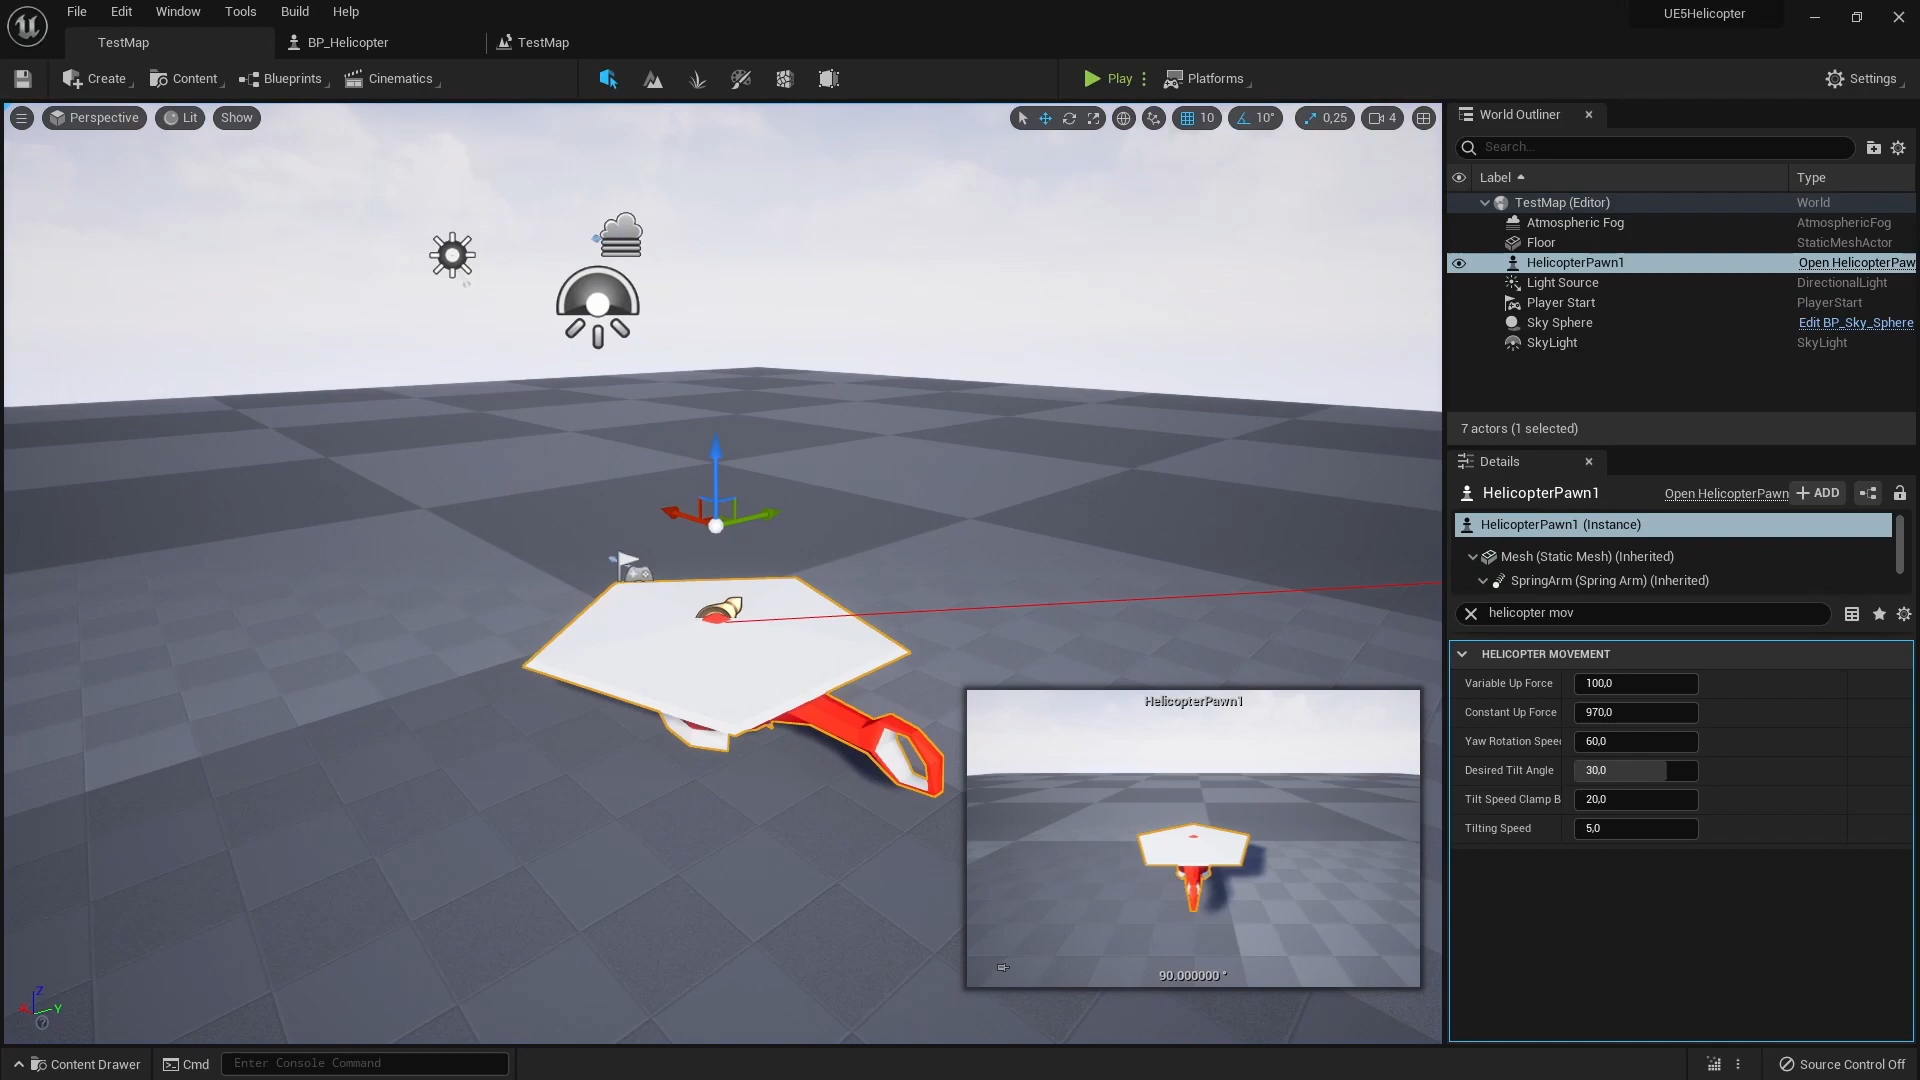 File Edit Window Tools Build Help
UE5Helicopter
TestMap
BP_Helicopter
TestMap
Create Content Blueprints Cinematics
Play Platforms
Settings
Perspective Lit Show
10 10° 0,25 4
World Outliner
Search...
Label Type
TestMap (Editor) World
Atmospheric Fog AtmosphericFog
Floor StaticMeshActor
HelicopterPawn1 Open HelicopterPaw
Light Source DirectionalLight
Player Start PlayerStart
Sky Sphere Edit BP_Sky_Sphere
SkyLight SkyLight
7 actors (1 selected)
Details
HelicopterPawn1 Open HelicopterPawn + ADD
HelicopterPawn1 (Instance)
Mesh (Static Mesh) (Inherited)
SpringArm (Spring Arm) (Inherited)
helicopter mov
HELICOPTER MOVEMENT
Variable Up Force 100,0
Constant Up Force 970,0
Yaw Rotation Spee 60,0
Desired Tilt Angle 30,0
Tilt Speed Clamp B 20,0
Tilting Speed 5,0
HelicopterPawn1
90.000000 °
Z
X Y
Content Drawer Cmd Enter Console Command
Source Control Off